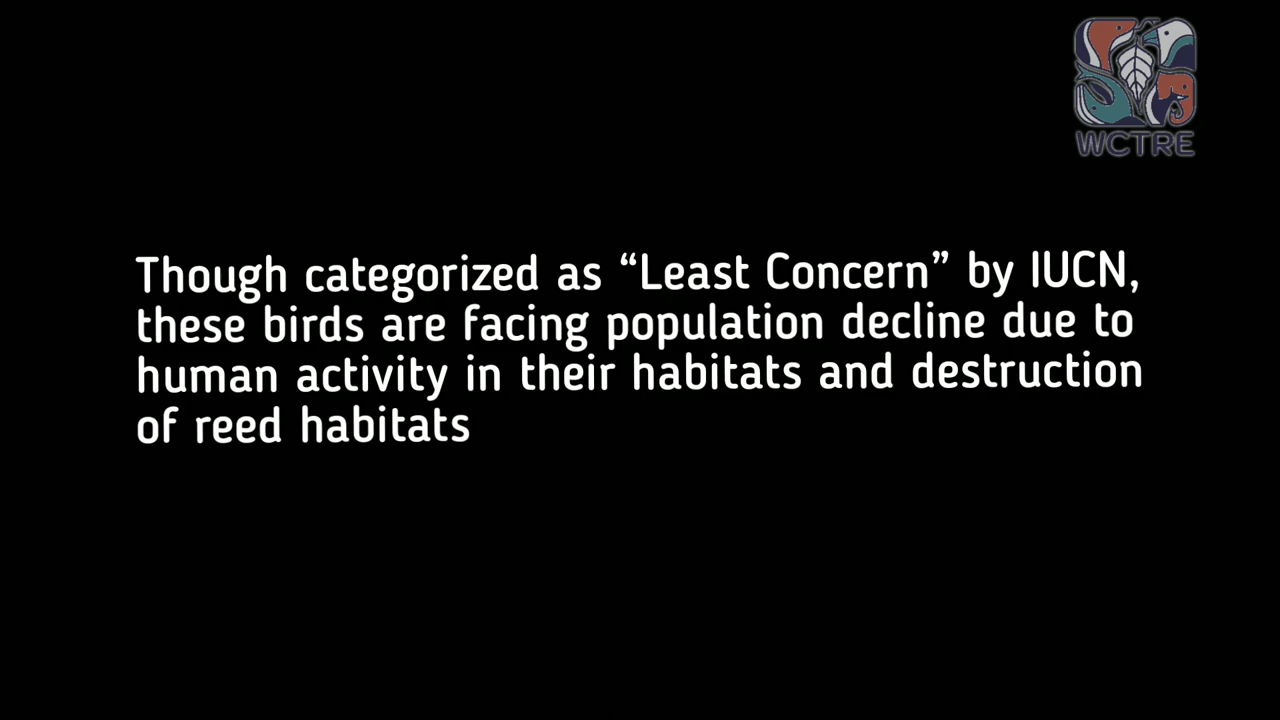 WCTRE
Though categorized as “Least Concern” by IUCN,
these birds are facing population decline due to
human activity in their habitats and destruction
of reed habitats